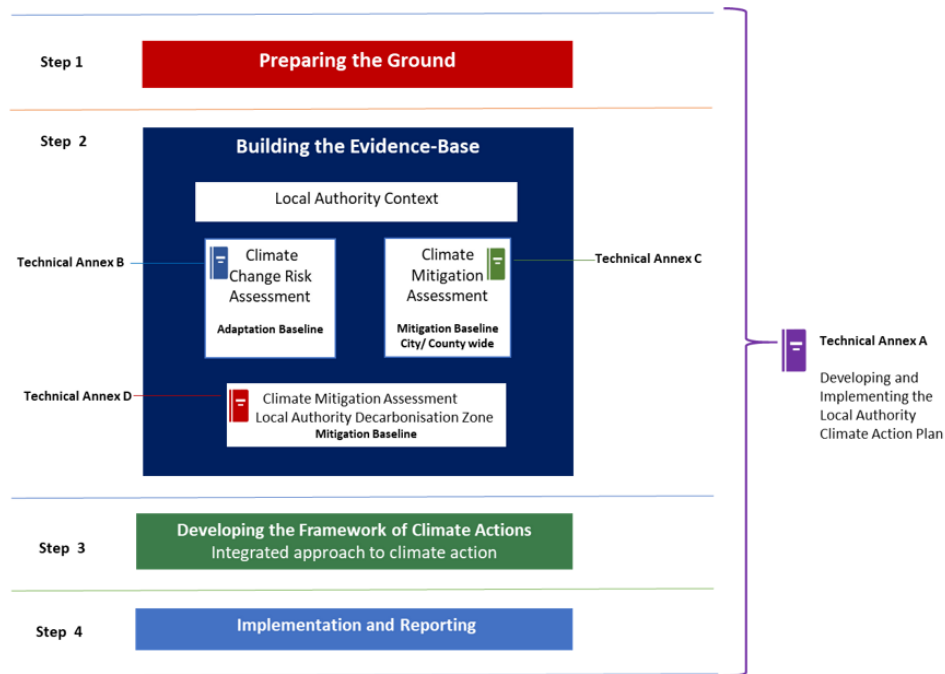 Step 1
Preparing the Ground
Step 2
Building the Evidence-Base
Local Authority Context
Technical Annex B
Climate
Change Risk
Assessment
Adaptation Baseline
Climate
Mitigation
Assessment
Mitigation Baseline
City/ County wide
Technical Annex C
Technical Annex D
Climate Mitigation Assessment
Local Authority Decarbonisation Zone
Mitigation Baseline
Step 3
Developing the Framework of Climate Actions
Integrated approach to climate action
Step 4
Implementation and Reporting
Technical Annex A
Developing and
Implementing the
Local Authority
Climate Action Plan